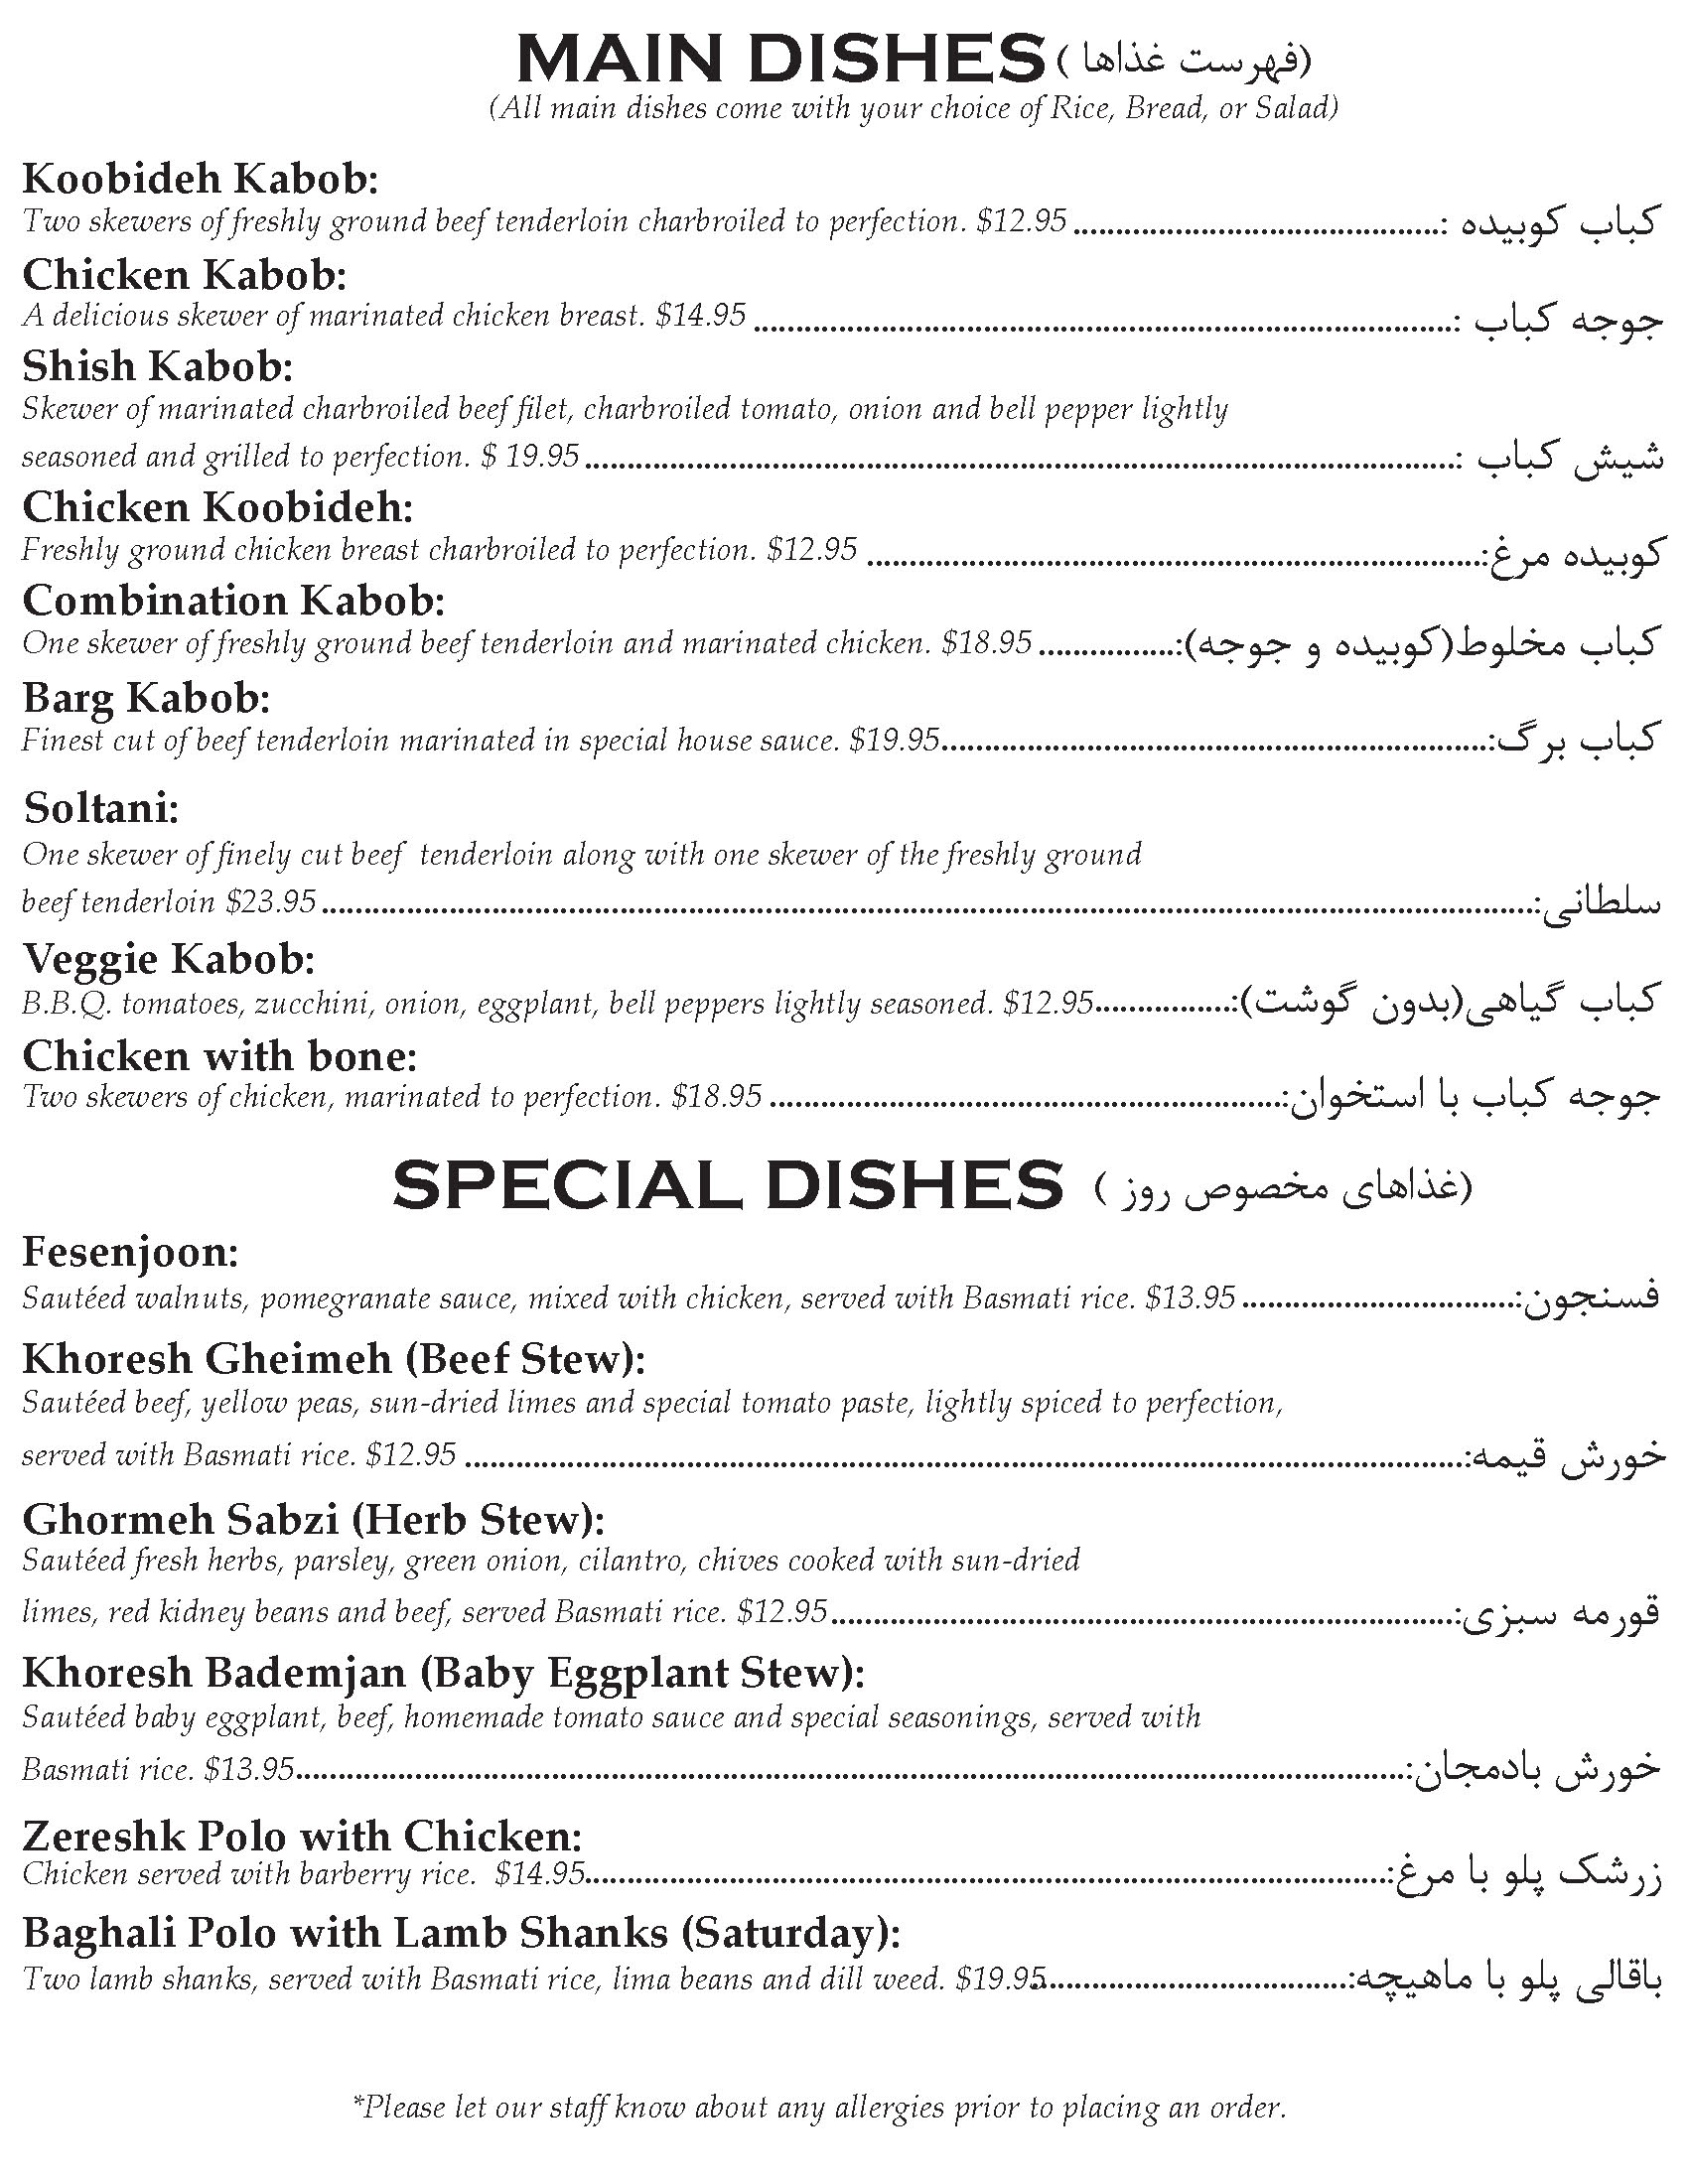 MAIN DISHES (فهرست غذاها )
(All main dishes come with your choice of Rice, Bread, or Salad)
Koobideh Kabob:
Two skewers of freshly ground beef tenderloin charbroiled to perfection. $12.95 ............................................: کباب کوبیده
Chicken Kabob:
A delicious skewer of marinated chicken breast. $14.95 ....................................................................................: جوجه کباب
Shish Kabob:
Skewer of marinated charbroiled beef filet, charbroiled tomato, onion and bell pepper lightly
seasoned and grilled to perfection. $ 19.95 ........................................................................................................: شیش کباب
Chicken Koobideh:
Freshly ground chicken breast charbroiled to perfection. $12.95 .........................................................................:کوبیده مرغ
Combination Kabob:
One skewer of freshly ground beef tenderloin and marinated chicken. $18.95 ................:کباب مخلوط(کوبیده و جوجه)
Barg Kabob:
Finest cut of beef tenderloin marinated in special house sauce. $19.95.................................................................:کباب برگ
Soltani:
One skewer of finely cut beef tenderloin along with one skewer of the freshly ground
beef tenderloin $23.95 .................................................................................................................................................:سلطانی
Veggie Kabob:
B.B.Q. tomatoes, zucchini, onion, eggplant, bell peppers lightly seasoned. $12.95................:کباب گیاهی(بدون گوشت)
Chicken with bone:
Two skewers of chicken, marinated to perfection. $18.95 .............................................................:جوجه کباب با استخوان
SPECIAL DISHES (غذاهای مخصوص روز )
Fesenjoon:
Sautéed walnuts, pomegranate sauce, mixed with chicken, served with Basmati rice. $13.95 ................................:فسنجون
Khoresh Gheimeh (Beef Stew):
Sautéed beef, yellow peas, sun-dried limes and special tomato paste, lightly spiced to perfection,
served with Basmati rice. $12.95 .......................................................................................................................:خورش قیمه
Ghormeh Sabzi (Herb Stew):
Sautéed fresh herbs, parsley, green onion, cilantro, chives cooked with sun-dried
limes, red kidney beans and beef, served Basmati rice. $12.95..........................................................................:قورمه سبزی
Khoresh Bademjan (Baby Eggplant Stew):
Sautéed baby eggplant, beef, homemade tomato sauce and special seasonings, served with
Basmati rice. $13.95....................................................................................................................................:خورش بادمجان
Zereshk Polo with Chicken:
Chicken served with barberry rice. $14.95................................................................................................:زرشک پلو با مرغ
Baghali Polo with Lamb Shanks (Saturday):
Two lamb shanks, served with Basmati rice, lima beans and dill weed. $19.95.....................................:باقالی پلو با ماهیچه
*Please let our staff know about any allergies prior to placing an order.